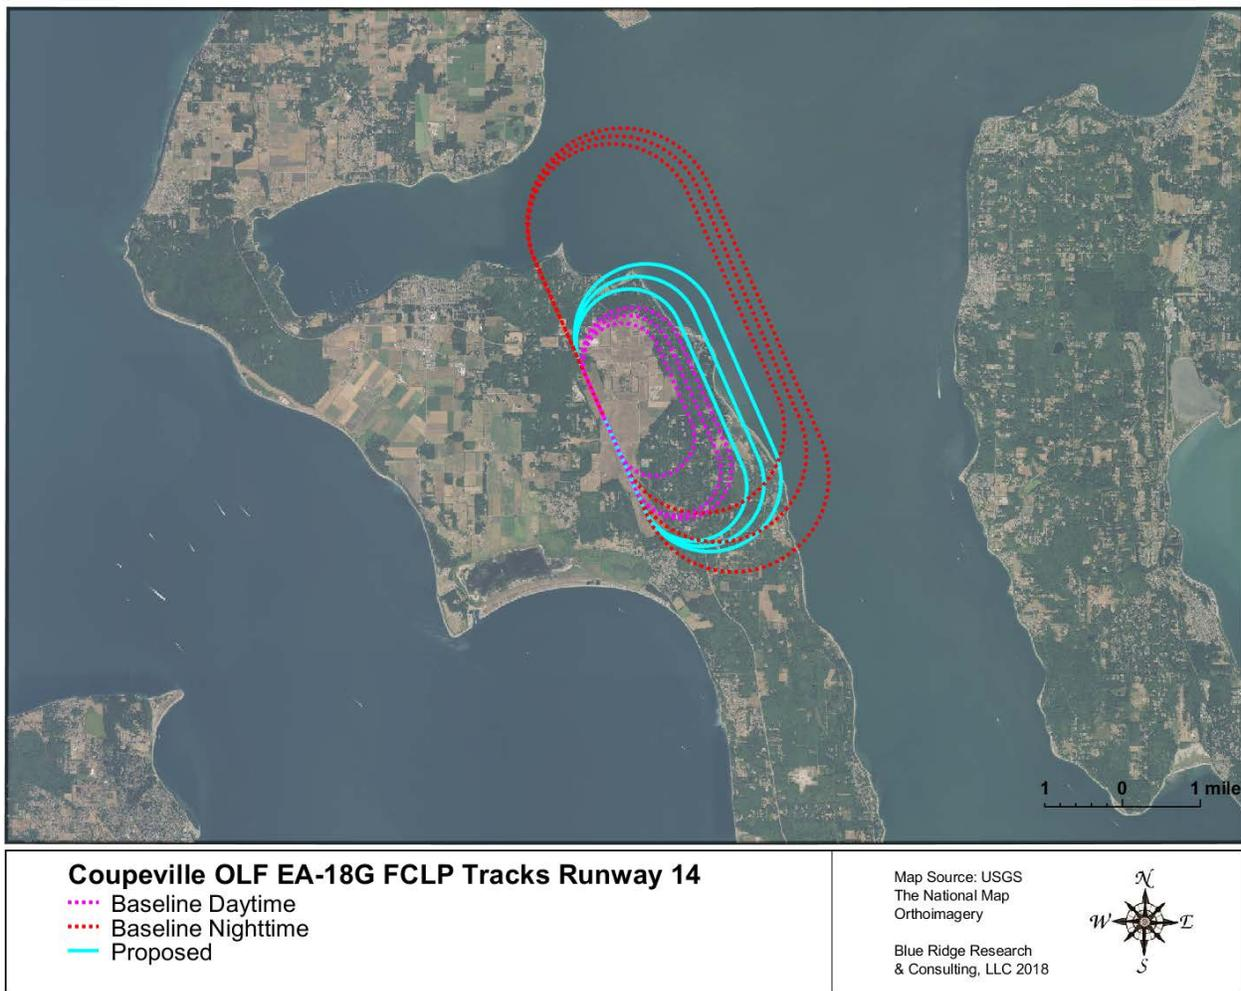 1 0 1 mile
Coupeville OLF EA-18G FCLP Tracks Runway 14
Baseline Daytime
Baseline Nighttime
Proposed
Map Source: USGS
The National Map
Orthoimagery
Blue Ridge Research
& Consulting, LLC 2018
N
W E
S